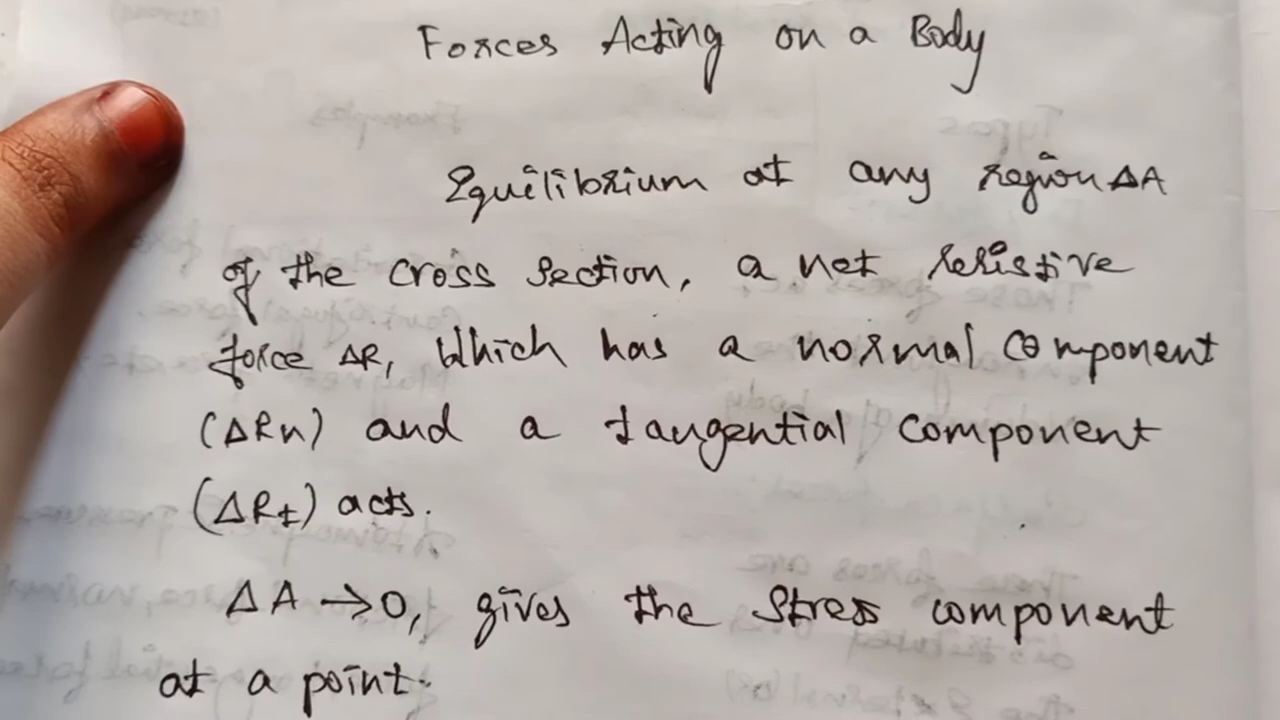 Forces Acting on a Body
Equilibrium at any region ΔA
of the cross section, a net resistive
force ΔR, which has a normal component
(ΔRn) and a tangential component
(ΔRt) acts.
ΔA → 0, gives the stress component
at a point.